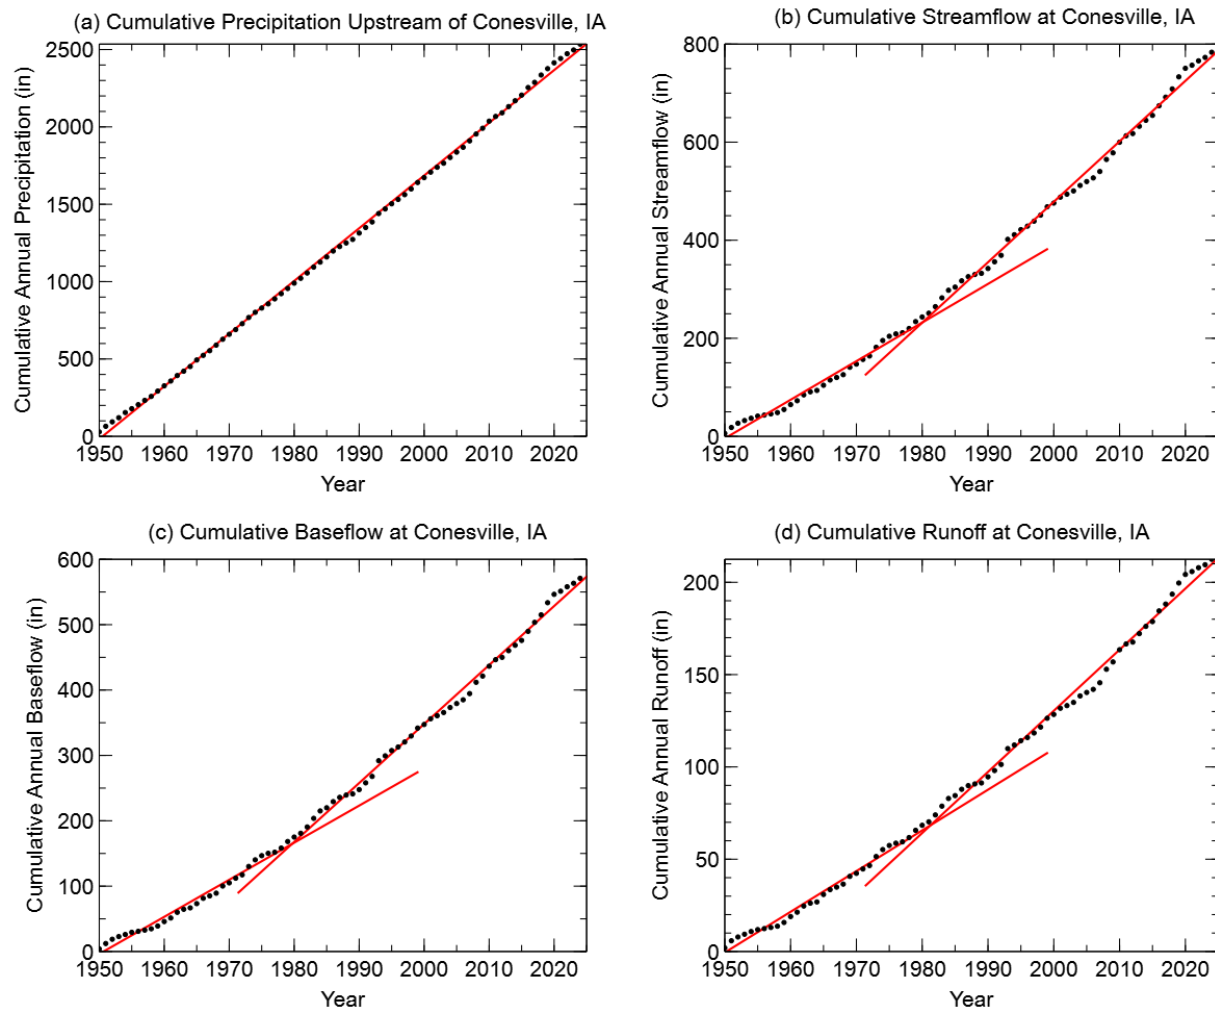 (a) Cumulative Precipitation Upstream of Conesville, IA
Cumulative Annual Precipitation (in)
2500
2000
1500
1000
500
0
1950 1960 1970 1980 1990 2000 2010 2020
Year
(b) Cumulative Streamflow at Conesville, IA
Cumulative Annual Streamflow (in)
800
600
400
200
0
1950 1960 1970 1980 1990 2000 2010 2020
Year
(c) Cumulative Baseflow at Conesville, IA
Cumulative Annual Baseflow (in)
600
500
400
300
200
100
0
1950 1960 1970 1980 1990 2000 2010 2020
Year
(d) Cumulative Runoff at Conesville, IA
Cumulative Annual Runoff (in)
200
150
100
50
0
1950 1960 1970 1980 1990 2000 2010 2020
Year